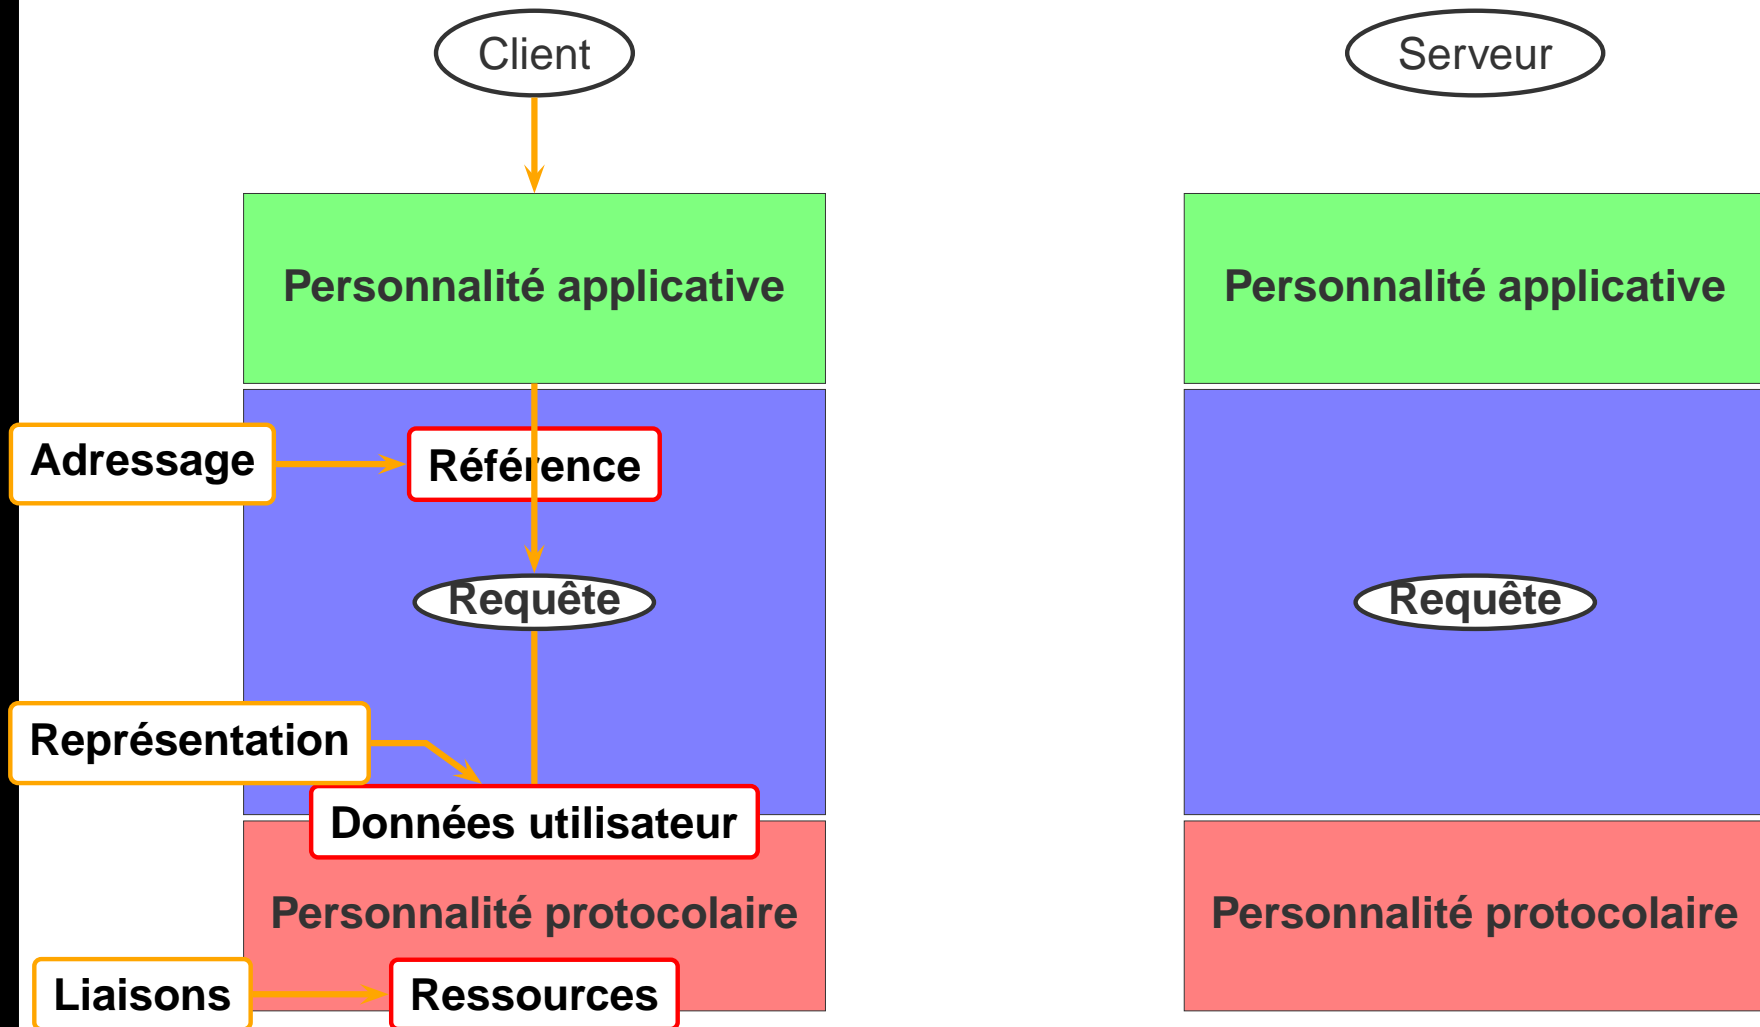 Client
Serveur
Personnalité applicative
Personnalité applicative
Adressage
Référence
Requête
Requête
Représentation
Données utilisateur
Personnalité protocolaire
Personnalité protocolaire
Liaisons
Ressources